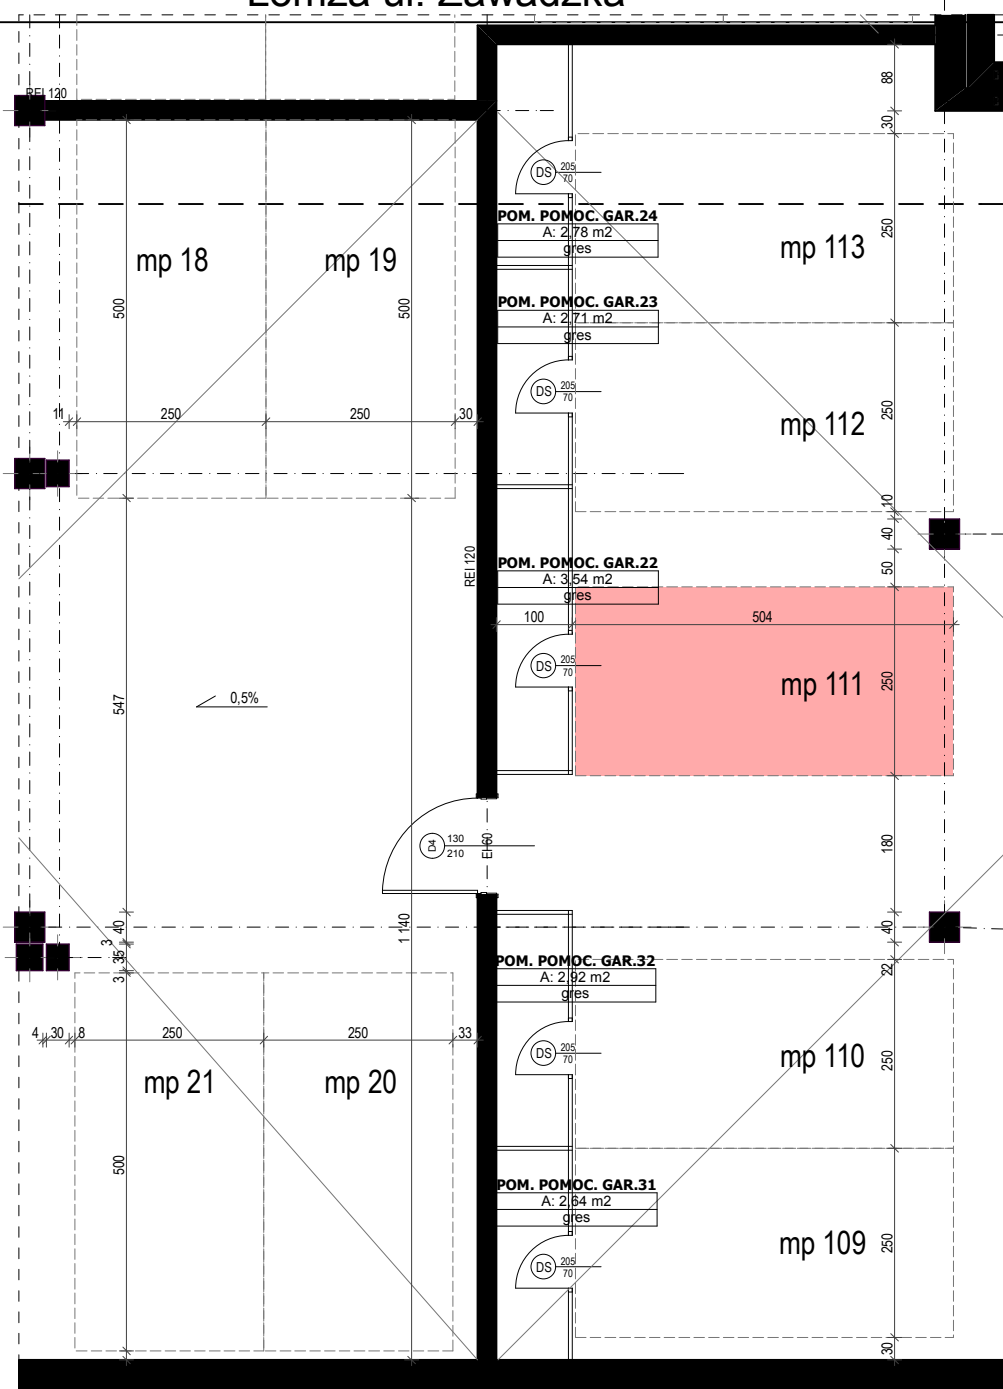 Łomża ul. Zawadzka
REI 120
88
30
DS 205
70
POM. POMOC. GAR.24
A: 2,78 m2
gres
mp 18
mp 19
mp 113
250
500
500
POM. POMOC. GAR.23
A: 2,71 m2
gres
DS 205
70
11
250
250
30
mp 112
250
10
40
50
REI 120
POM. POMOC. GAR.22
A: 3,54 m2
gres
100
504
DS 205
70
mp 111
250
547
0,5%
D4 130
210
EI 60
180
40
3
35
3
1 140
40
22
POM. POMOC. GAR.32
A: 2,92 m2
gres
4
30
8
250
250
33
DS 205
70
mp 110
250
mp 21
mp 20
500
POM. POMOC. GAR.31
A: 2,64 m2
gres
mp 109
250
DS 205
70
30